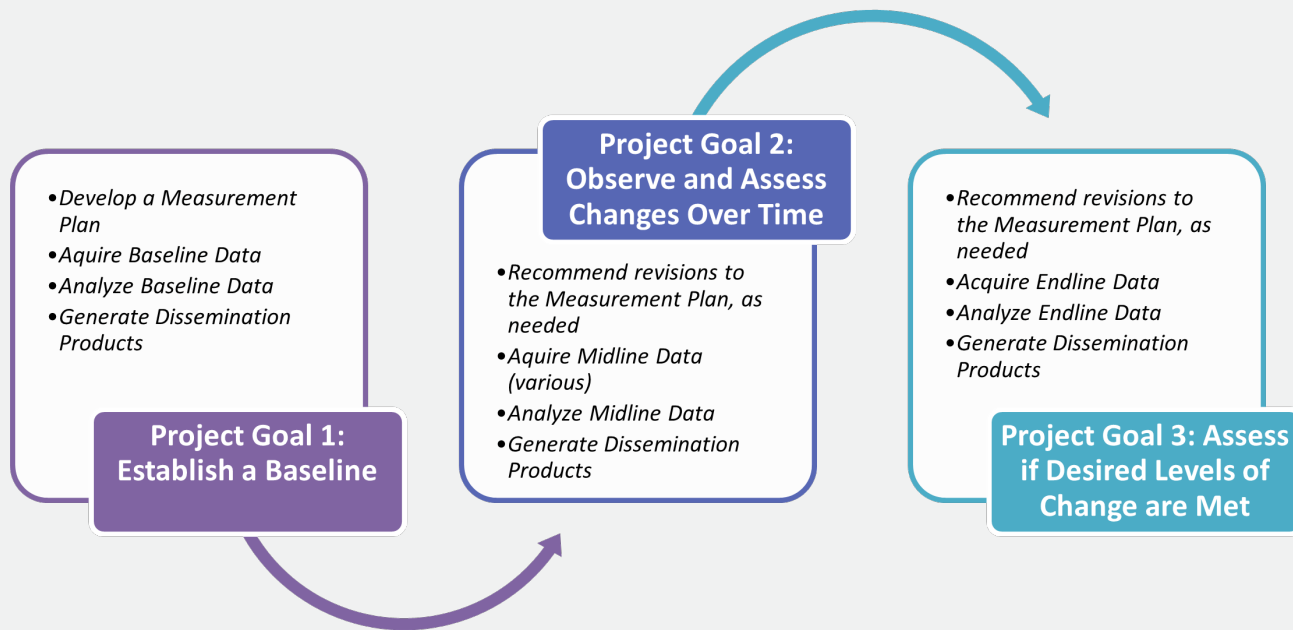 •Develop a Measurement
Plan
•Aquire Baseline Data
•Analyze Baseline Data
•Generate Dissemination
Products
Project Goal 1:
Establish a Baseline
Project Goal 2:
Observe and Assess
Changes Over Time
•Recommend revisions to
the Measurement Plan, as
needed
•Aquire Midline Data
(various)
•Analyze Midline Data
•Generate Dissemination
Products
•Recommend revisions to
the Measurement Plan, as
needed
•Acquire Endline Data
•Analyze Endline Data
•Generate Dissemination
Products
Project Goal 3: Assess
if Desired Levels of
Change are Met